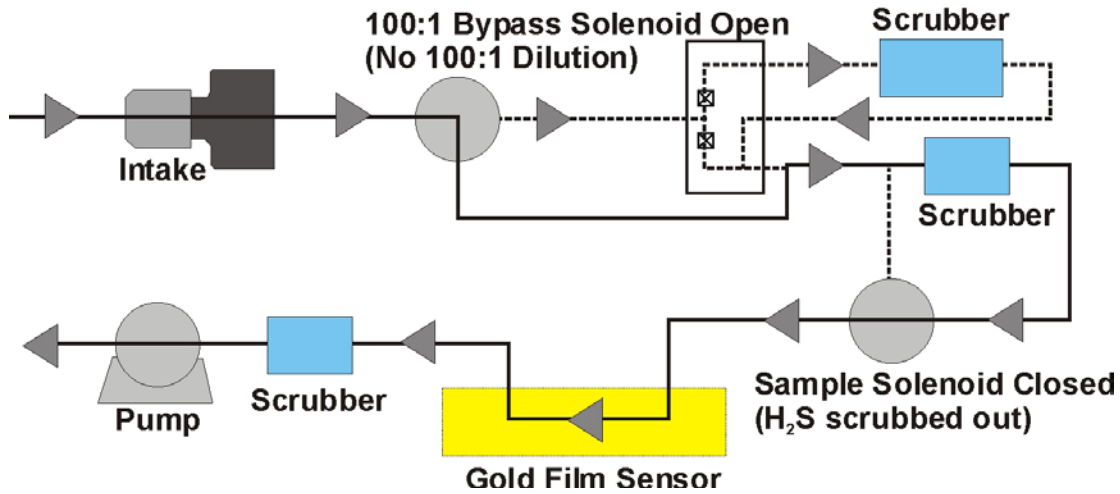 100:1 Bypass Solenoid Open
(No 100:1 Dilution)
Scrubber
Intake
Scrubber
Pump
Scrubber
Sample Solenoid Closed
(H₂S scrubbed out)
Gold Film Sensor